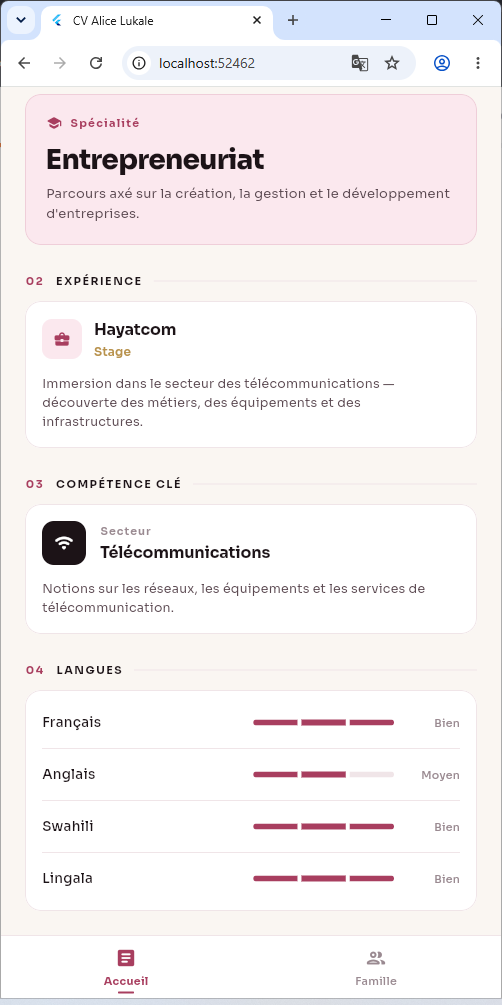 CV Alice Lukale
localhost:52462
Spécialité
Entrepreneuriat
Parcours axé sur la création, la gestion et le développement
d'entreprises.
02 EXPÉRIENCE
Hayatcom
Stage
Immersion dans le secteur des télécommunications —
découverte des métiers, des équipements et des
infrastructures.
03 COMPÉTENCE CLÉ
Secteur
Télécommunications
Notions sur les réseaux, les équipements et les services de
télécommunication.
04 LANGUES
Français Bien
Anglais Moyen
Swahili Bien
Lingala Bien
Accueil Famille